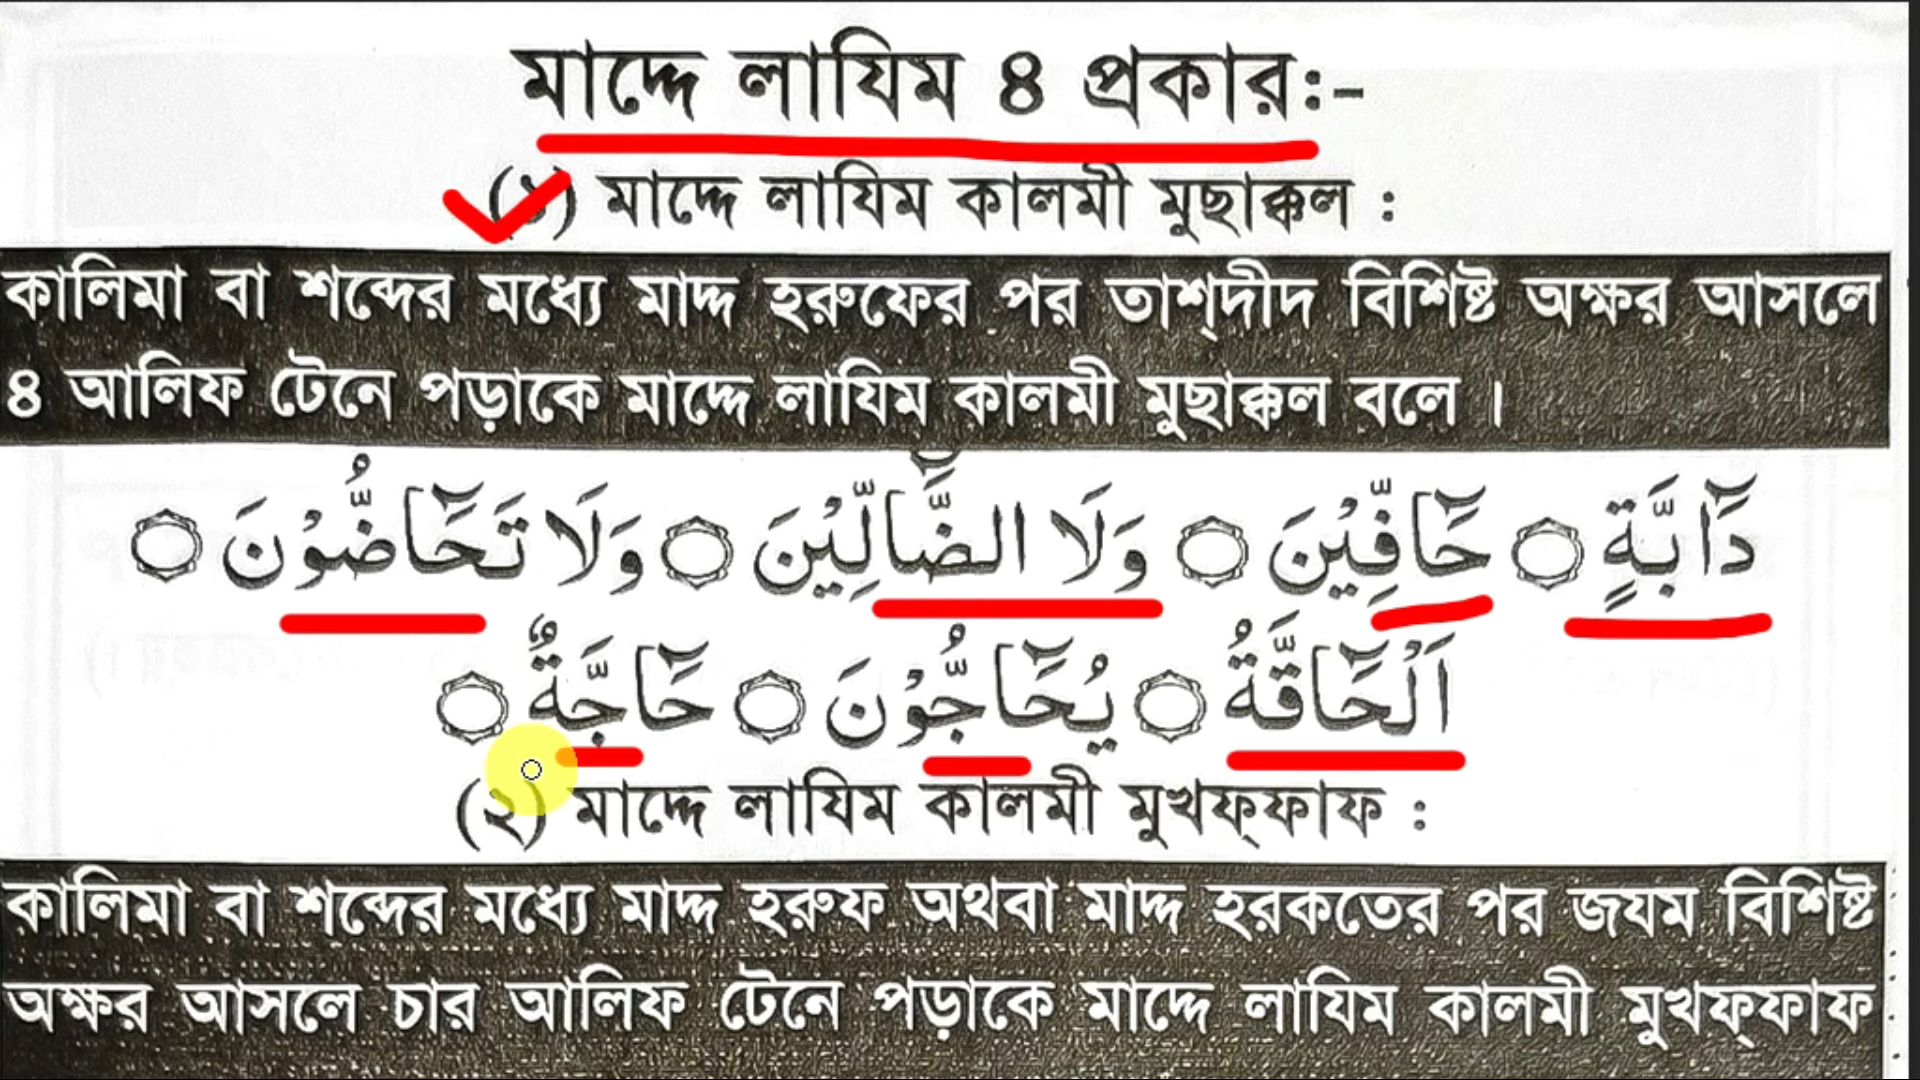 মাদ্দে লাযিম ৪ প্রকার:-
(১) মাদ্দে লাযিম কালমী মুছাক্কল :
কালিমা বা শব্দের মধ্যে মাদ্দ হরুফের পর তাশ্দীদ বিশিষ্ট অক্ষর আসলে
৪ আলিফ টেনে পড়াকে মাদ্দে লাযিম কালমী মুছাক্কল বলে ।
دَآبَّةٍ ○ حَآفِّيْنَ ○ وَلَا الضَّآلِّيْنَ ○ وَلَا تَحَآضُّوْنَ ○
اَلْحَآقَّةُ ○ يُحَآجُّوْنَ ○ حَآجَّةٌ ○
(২) মাদ্দে লাযিম কালমী মুখফ্ফাফ :
কালিমা বা শব্দের মধ্যে মাদ্দ হরুফ অথবা মাদ্দ হরকতের পর জযম বিশিষ্ট
অক্ষর আসলে চার আলিফ টেনে পড়াকে মাদ্দে লাযিম কালমী মুখফ্ফাফ